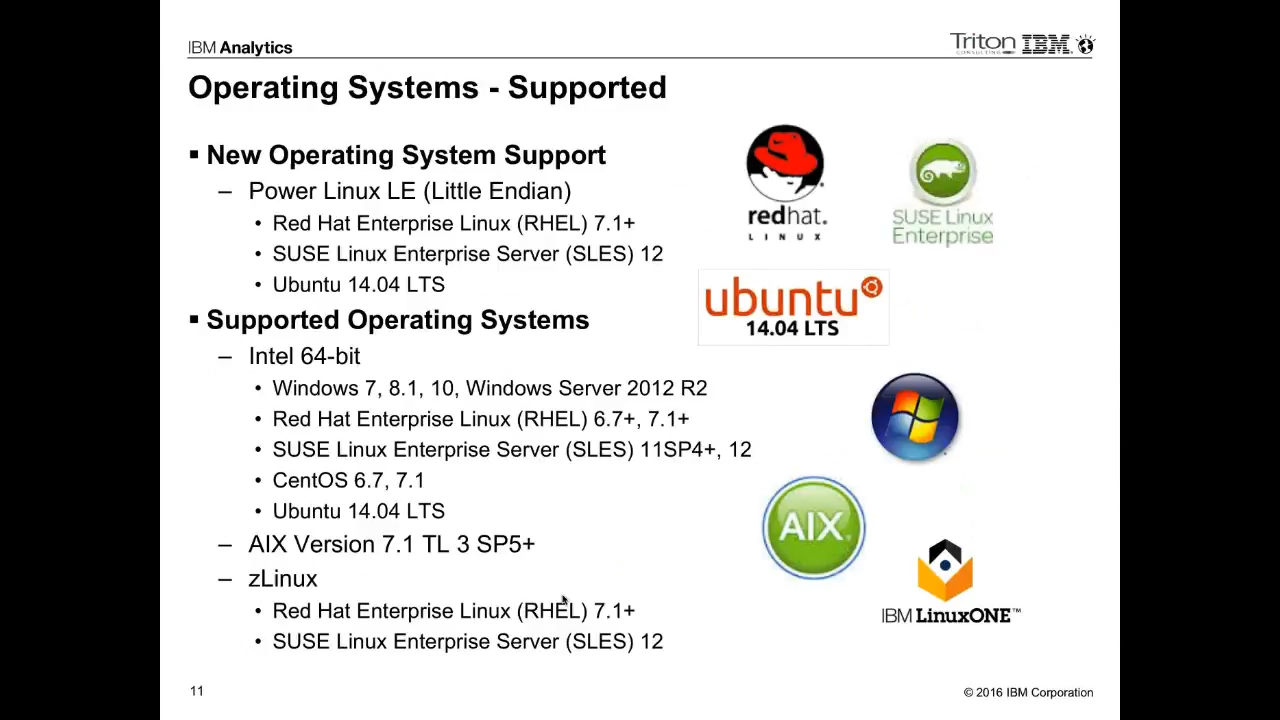 IBM Analytics
Triton IBM
CONSULTING
Operating Systems - Supported
▪ New Operating System Support
– Power Linux LE (Little Endian)
• Red Hat Enterprise Linux (RHEL) 7.1+
• SUSE Linux Enterprise Server (SLES) 12
• Ubuntu 14.04 LTS
▪ Supported Operating Systems
– Intel 64-bit
• Windows 7, 8.1, 10, Windows Server 2012 R2
• Red Hat Enterprise Linux (RHEL) 6.7+, 7.1+
• SUSE Linux Enterprise Server (SLES) 11SP4+, 12
• CentOS 6.7, 7.1
• Ubuntu 14.04 LTS
– AIX Version 7.1 TL 3 SP5+
– zLinux
• Red Hat Enterprise Linux (RHEL) 7.1+
• SUSE Linux Enterprise Server (SLES) 12
redhat.
LINUX
SUSE Linux
Enterprise
ubuntu
14.04 LTS
AIX
IBM LinuxONE™
11
© 2016 IBM Corporation